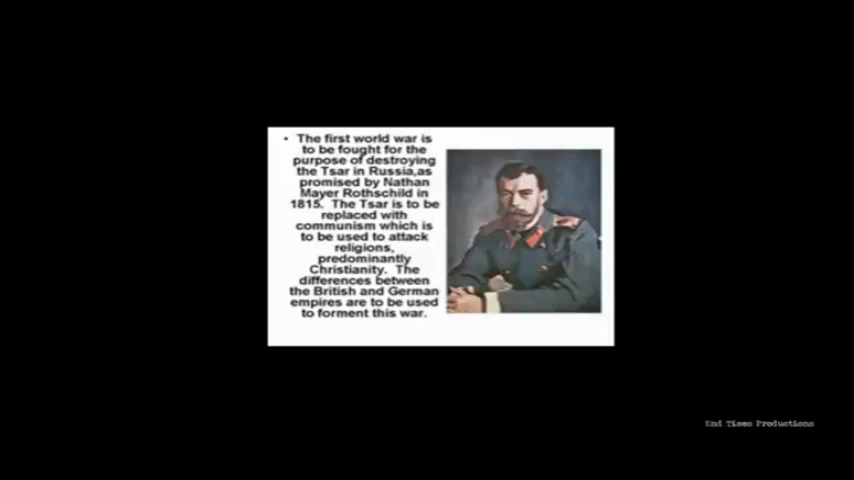 • The first world war is
to be fought for the
purpose of destroying
the Tsar in Russia,as
promised by Nathan
Mayer Rothschild in
1815. The Tsar is to be
replaced with
communism which is
to be used to attack
religions,
predominantly
Christianity. The
differences between
the British and German
empires are to be used
to forment this war.
End Times Productions